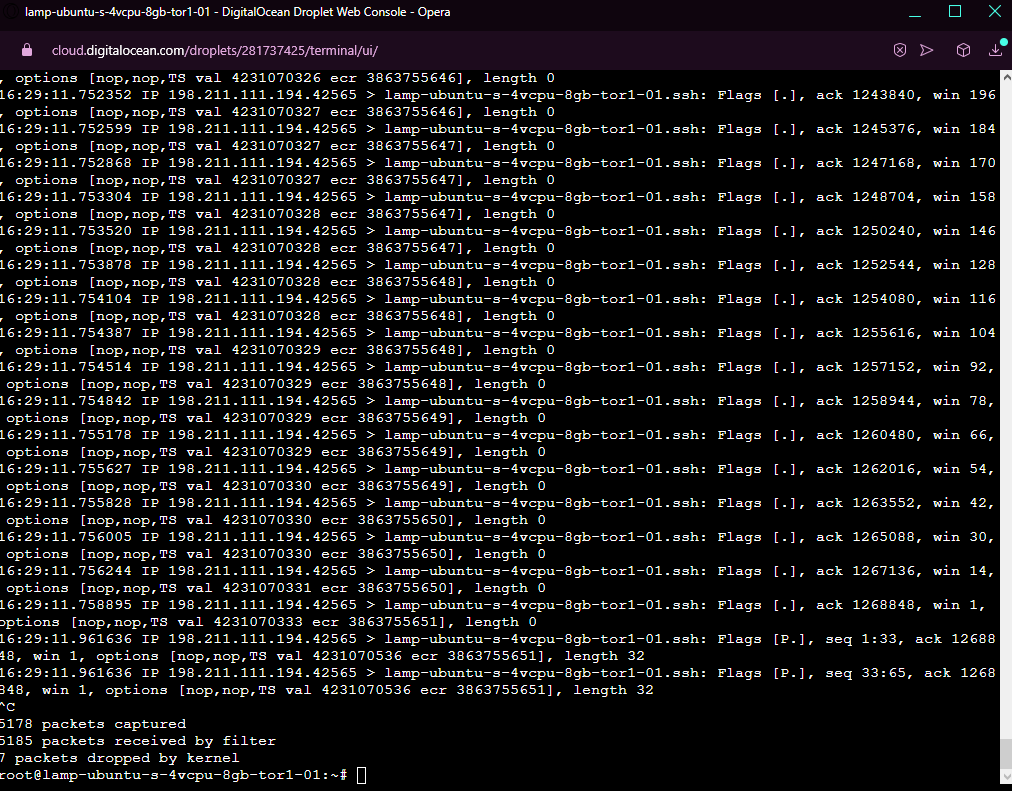 lamp-ubuntu-s-4vcpu-8gb-tor1-01 - DigitalOcean Droplet Web Console - Opera
cloud.digitalocean.com/droplets/281737425/terminal/ui/
, options [nop,nop,TS val 4231070326 ecr 3863755646], length 0
16:29:11.752352 IP 198.211.111.194.42565 > lamp-ubuntu-s-4vcpu-8gb-tor1-01.ssh: Flags [.], ack 1243840, win 196
, options [nop,nop,TS val 4231070327 ecr 3863755646], length 0
16:29:11.752599 IP 198.211.111.194.42565 > lamp-ubuntu-s-4vcpu-8gb-tor1-01.ssh: Flags [.], ack 1245376, win 184
, options [nop,nop,TS val 4231070327 ecr 3863755647], length 0
16:29:11.752868 IP 198.211.111.194.42565 > lamp-ubuntu-s-4vcpu-8gb-tor1-01.ssh: Flags [.], ack 1247168, win 170
, options [nop,nop,TS val 4231070327 ecr 3863755647], length 0
16:29:11.753304 IP 198.211.111.194.42565 > lamp-ubuntu-s-4vcpu-8gb-tor1-01.ssh: Flags [.], ack 1248704, win 158
, options [nop,nop,TS val 4231070328 ecr 3863755647], length 0
16:29:11.753520 IP 198.211.111.194.42565 > lamp-ubuntu-s-4vcpu-8gb-tor1-01.ssh: Flags [.], ack 1250240, win 146
, options [nop,nop,TS val 4231070328 ecr 3863755647], length 0
16:29:11.753878 IP 198.211.111.194.42565 > lamp-ubuntu-s-4vcpu-8gb-tor1-01.ssh: Flags [.], ack 1252544, win 128
, options [nop,nop,TS val 4231070328 ecr 3863755648], length 0
16:29:11.754104 IP 198.211.111.194.42565 > lamp-ubuntu-s-4vcpu-8gb-tor1-01.ssh: Flags [.], ack 1254080, win 116
, options [nop,nop,TS val 4231070328 ecr 3863755648], length 0
16:29:11.754387 IP 198.211.111.194.42565 > lamp-ubuntu-s-4vcpu-8gb-tor1-01.ssh: Flags [.], ack 1255616, win 104
, options [nop,nop,TS val 4231070329 ecr 3863755648], length 0
16:29:11.754514 IP 198.211.111.194.42565 > lamp-ubuntu-s-4vcpu-8gb-tor1-01.ssh: Flags [.], ack 1257152, win 92,
options [nop,nop,TS val 4231070329 ecr 3863755648], length 0
16:29:11.754842 IP 198.211.111.194.42565 > lamp-ubuntu-s-4vcpu-8gb-tor1-01.ssh: Flags [.], ack 1258944, win 78,
options [nop,nop,TS val 4231070329 ecr 3863755649], length 0
16:29:11.755178 IP 198.211.111.194.42565 > lamp-ubuntu-s-4vcpu-8gb-tor1-01.ssh: Flags [.], ack 1260480, win 66,
options [nop,nop,TS val 4231070329 ecr 3863755649], length 0
16:29:11.755627 IP 198.211.111.194.42565 > lamp-ubuntu-s-4vcpu-8gb-tor1-01.ssh: Flags [.], ack 1262016, win 54,
options [nop,nop,TS val 4231070330 ecr 3863755649], length 0
16:29:11.755828 IP 198.211.111.194.42565 > lamp-ubuntu-s-4vcpu-8gb-tor1-01.ssh: Flags [.], ack 1263552, win 42,
options [nop,nop,TS val 4231070330 ecr 3863755650], length 0
16:29:11.756005 IP 198.211.111.194.42565 > lamp-ubuntu-s-4vcpu-8gb-tor1-01.ssh: Flags [.], ack 1265088, win 30,
options [nop,nop,TS val 4231070330 ecr 3863755650], length 0
16:29:11.756244 IP 198.211.111.194.42565 > lamp-ubuntu-s-4vcpu-8gb-tor1-01.ssh: Flags [.], ack 1267136, win 14,
options [nop,nop,TS val 4231070331 ecr 3863755650], length 0
16:29:11.758895 IP 198.211.111.194.42565 > lamp-ubuntu-s-4vcpu-8gb-tor1-01.ssh: Flags [.], ack 1268848, win 1,
options [nop,nop,TS val 4231070333 ecr 3863755651], length 0
16:29:11.961636 IP 198.211.111.194.42565 > lamp-ubuntu-s-4vcpu-8gb-tor1-01.ssh: Flags [P.], seq 1:33, ack 12688
48, win 1, options [nop,nop,TS val 4231070536 ecr 3863755651], length 32
16:29:11.961636 IP 198.211.111.194.42565 > lamp-ubuntu-s-4vcpu-8gb-tor1-01.ssh: Flags [P.], seq 33:65, ack 1268
848, win 1, options [nop,nop,TS val 4231070536 ecr 3863755651], length 32
^C
5178 packets captured
5185 packets received by filter
7 packets dropped by kernel
root@lamp-ubuntu-s-4vcpu-8gb-tor1-01:~#